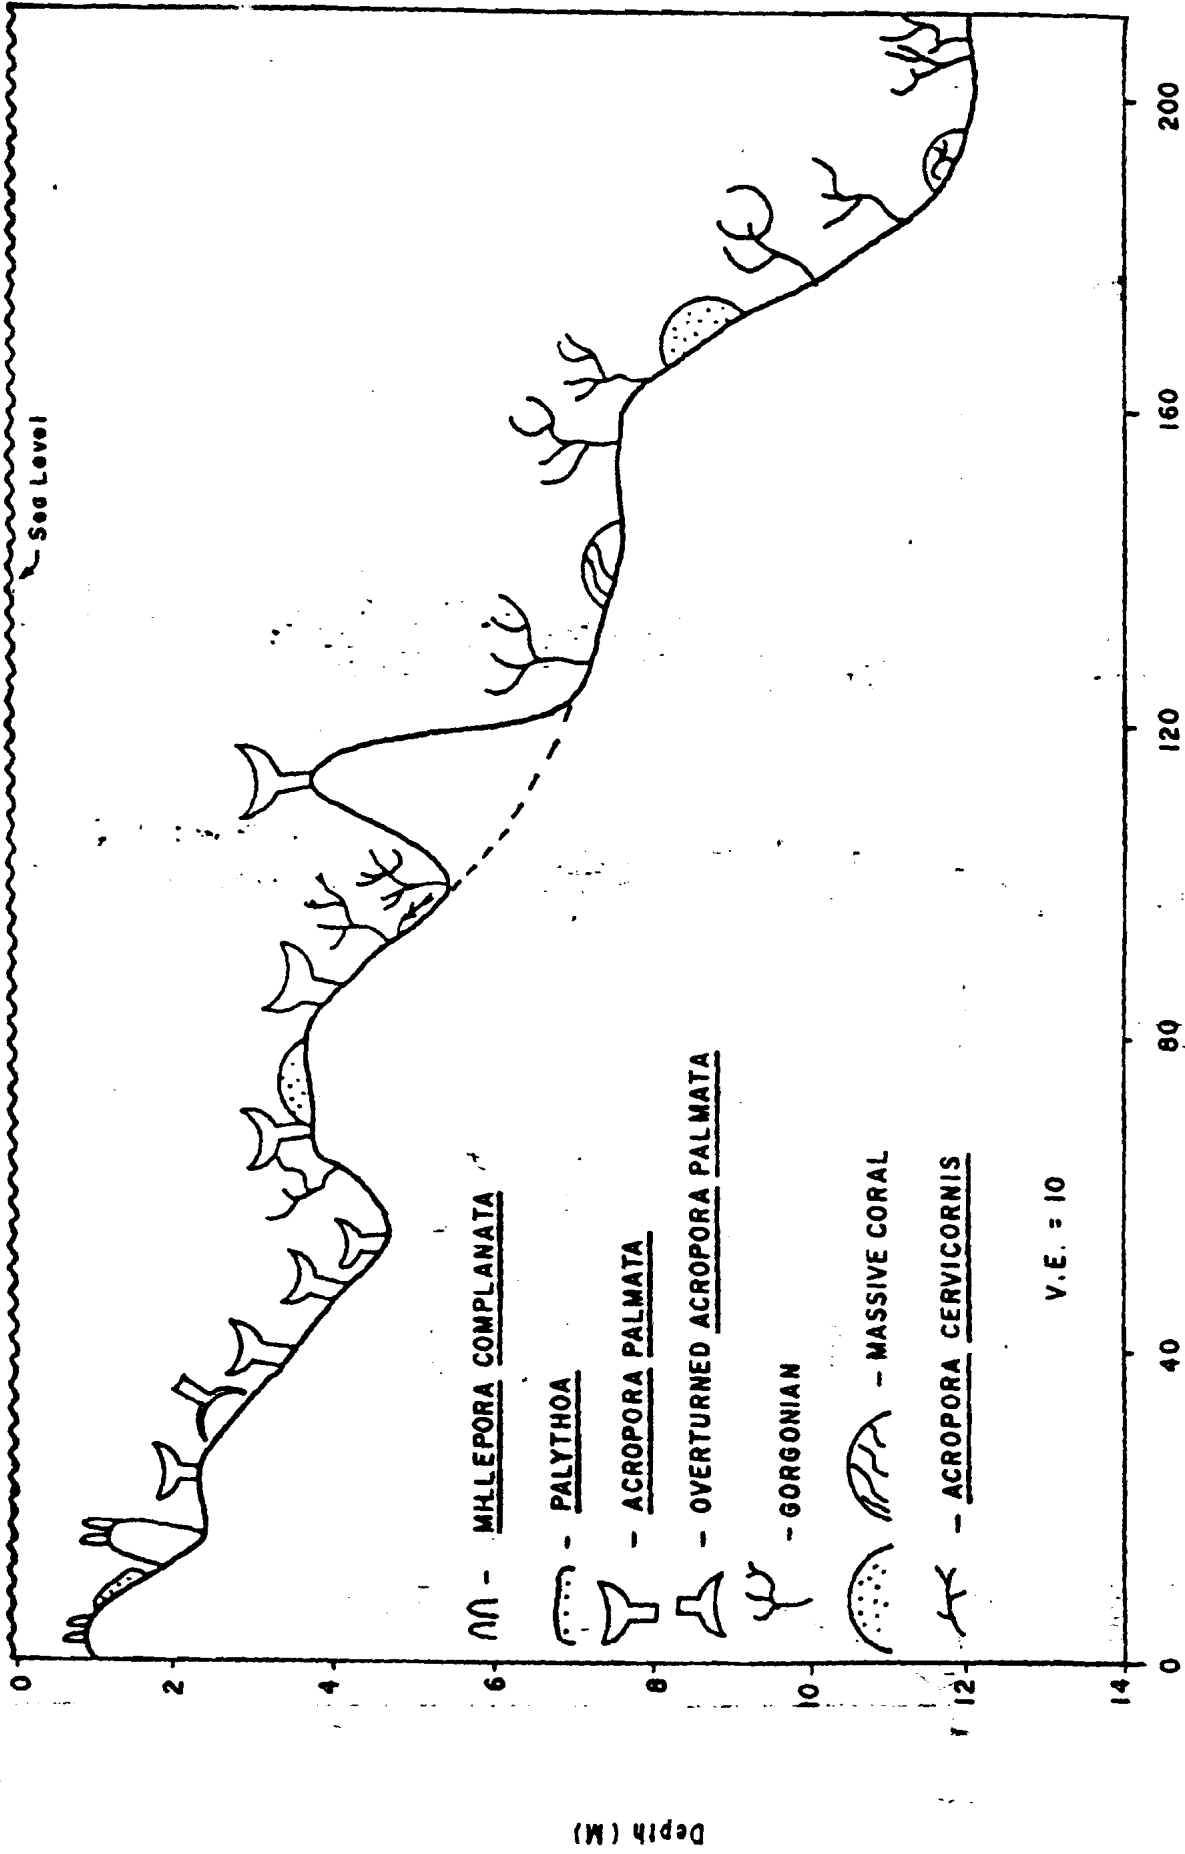 Sea Level
0
2
4
6
8
10
12
14
Depth (M)
MILLEPORA COMPLANATA
- PALYTHOA
- ACROPORA PALMATA
- OVERTURNED ACROPORA PALMATA
- GORGONIAN
- MASSIVE CORAL
- ACROPORA CERVICORNIS
V.E. = 10
0
40
80
120
160
200